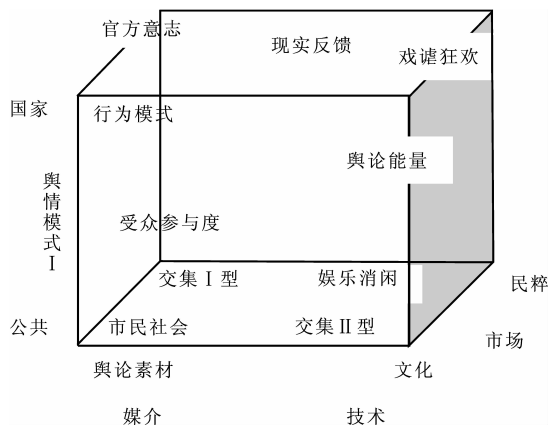 官方意志
现实反馈
戏谑狂欢
国家
行为模式
舆论能量
舆情模式Ⅰ
受众参与度
交集Ⅰ型
娱乐消闲
民粹
公共
市民社会
交集Ⅱ型
市场
舆论素材
文化
媒介
技术